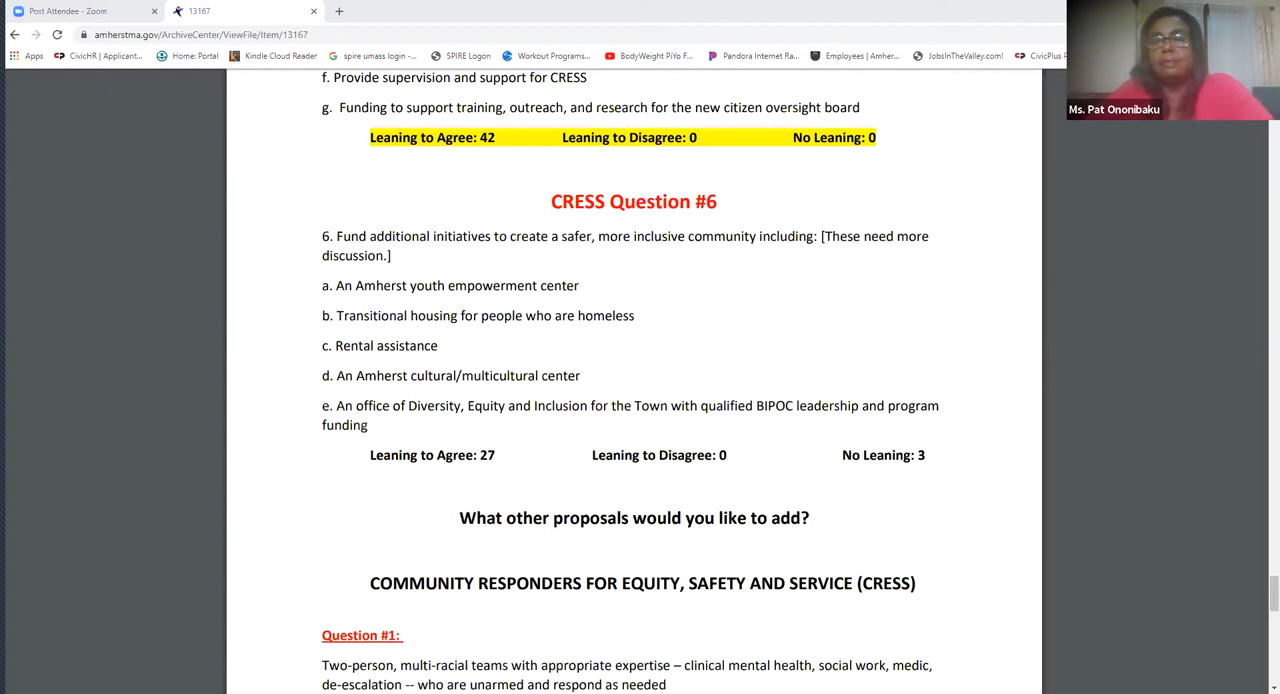 Post Attendee - Zoom
13167
amherstma.gov/ArchiveCenter/ViewFile/Item/13167
Apps
CivicHR | Applicant...
Home: Portal
Kindle Cloud Reader
spire umass login -...
SPIRE Logon
Workout Programs...
BodyWeight PiYo F...
Pandora Internet Ra...
Employees | Amher...
JobsInTheValley.com!
CivicPlus P
Ms. Pat Ononibaku
f. Provide supervision and support for CRESS
g. Funding to support training, outreach, and research for the new citizen oversight board
Leaning to Agree: 42 Leaning to Disagree: 0 No Leaning: 0
CRESS Question #6
6. Fund additional initiatives to create a safer, more inclusive community including: [These need more
discussion.]
a. An Amherst youth empowerment center
b. Transitional housing for people who are homeless
c. Rental assistance
d. An Amherst cultural/multicultural center
e. An office of Diversity, Equity and Inclusion for the Town with qualified BIPOC leadership and program
funding
Leaning to Agree: 27 Leaning to Disagree: 0 No Leaning: 3
What other proposals would you like to add?
COMMUNITY RESPONDERS FOR EQUITY, SAFETY AND SERVICE (CRESS)
Question #1:
Two-person, multi-racial teams with appropriate expertise – clinical mental health, social work, medic,
de-escalation -- who are unarmed and respond as needed